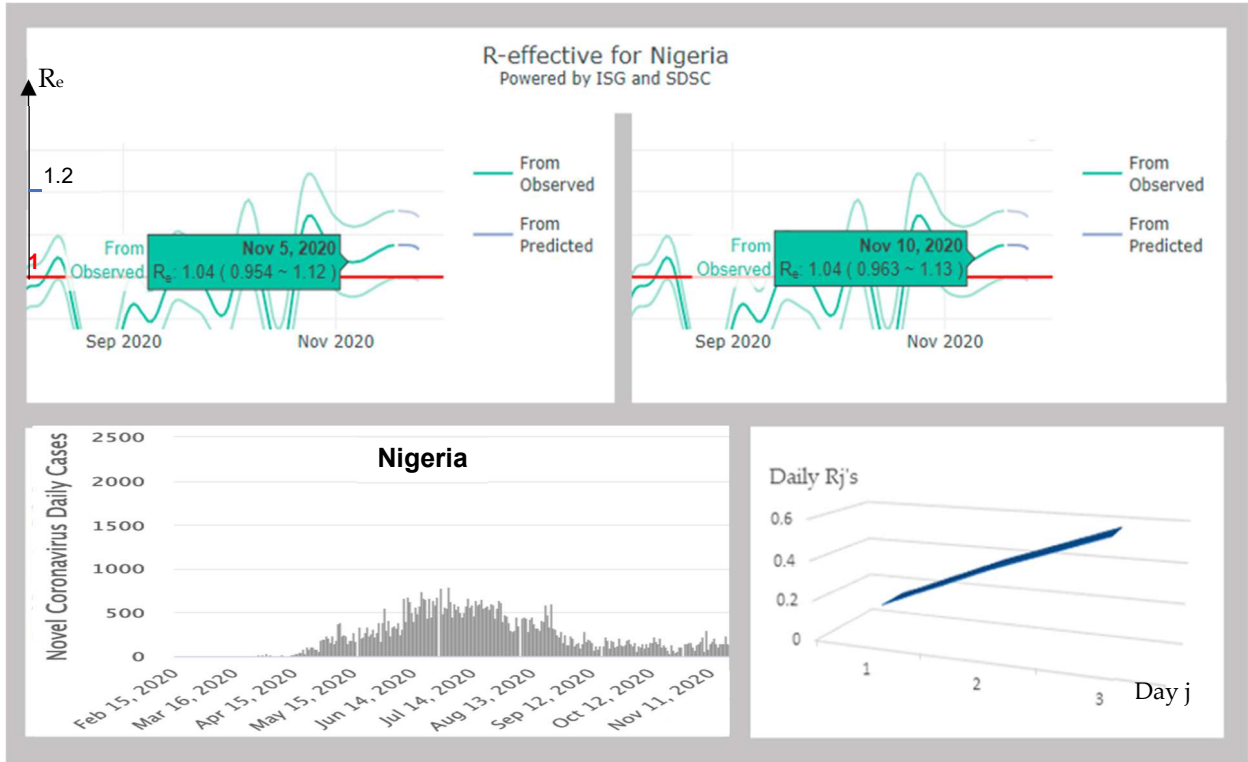 R-effective for Nigeria
Powered by ISG and SDSC
Re
1.2
1
From
Observed
From
Predicted
From
Observed
Nov 5, 2020
Re: 1.04 ( 0.954 ~ 1.12 )
Sep 2020
Nov 2020
From
Observed
From
Predicted
From
Observed
Nov 10, 2020
Re: 1.04 ( 0.963 ~ 1.13 )
Sep 2020
Nov 2020
Novel Coronavirus Daily Cases
2500
2000
1500
1000
500
0
Nigeria
Feb 15, 2020
Mar 16, 2020
Apr 15, 2020
May 15, 2020
Jun 14, 2020
Jul 14, 2020
Aug 13, 2020
Sep 12, 2020
Oct 12, 2020
Nov 11, 2020
Daily Rj's
0.6
0.4
0.2
0
1
2
3
Day j